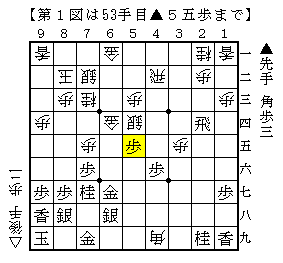 【第1図は53手目▲5五歩まで】
9 8 7 6 5 4 3 2 1
香 金 桂 香 一
玉 銀 飛 歩 二
歩 桂 歩 歩 歩 三
歩 金 銀 飛 四
歩 歩 歩 五
歩 歩 六
歩 歩 桂 金 歩 七
香 銀 銀 八
玉 金 角 桂 香 九
▲先手 角歩三
△後手 歩二